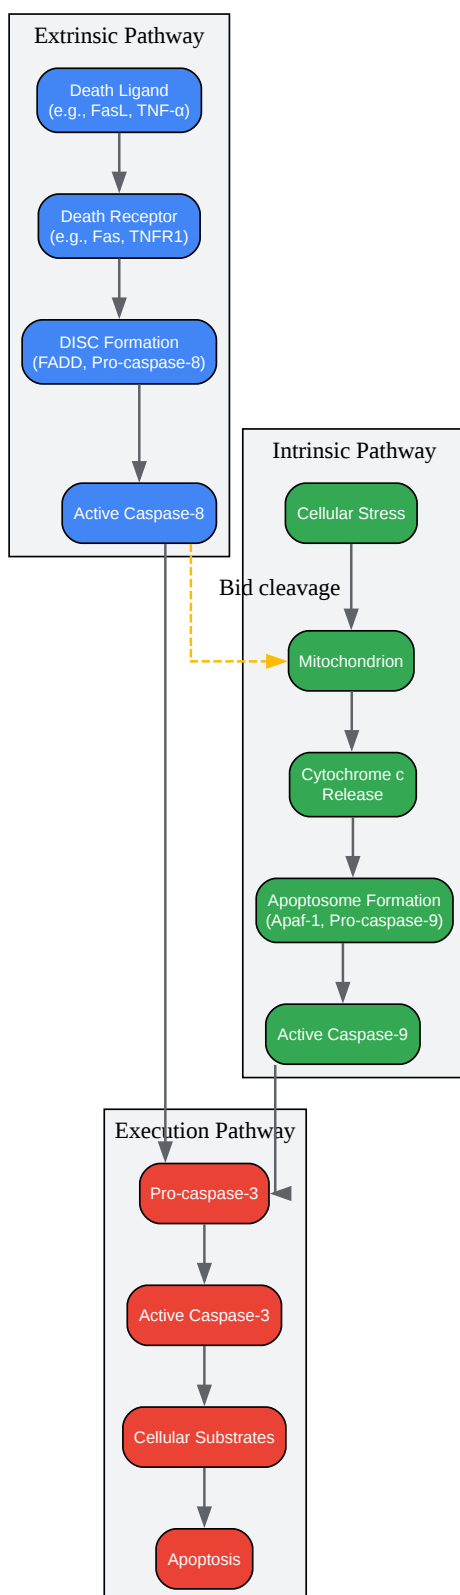 Extrinsic Pathway
Death Ligand
(e.g., FasL, TNF-α)
Death Receptor
(e.g., Fas, TNFR1)
DISC Formation
(FADD, Pro-caspase-8)
Active Caspase-8
Intrinsic Pathway
Cellular Stress
Bid cleavage
Mitochondrion
Cytochrome c
Release
Apoptosome Formation
(Apaf-1, Pro-caspase-9)
Active Caspase-9
Execution Pathway
Pro-caspase-3
Active Caspase-3
Cellular Substrates
Apoptosis